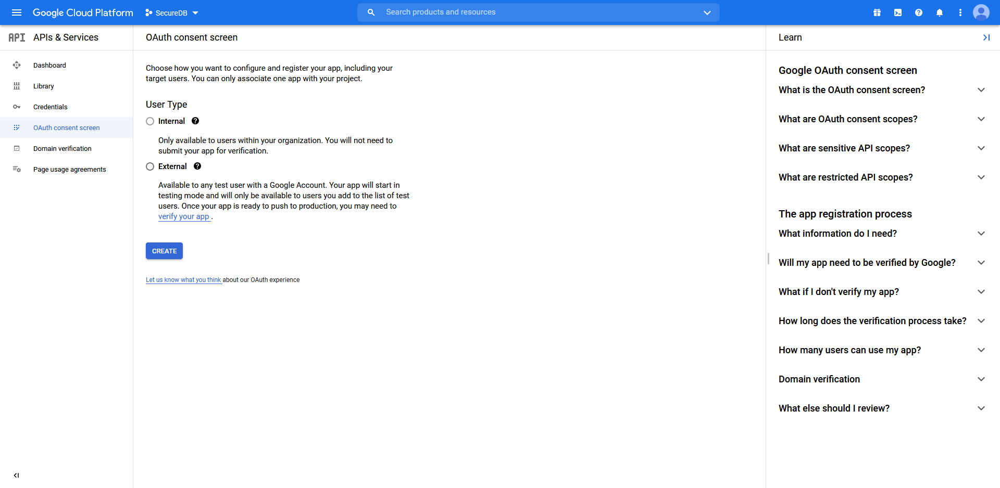 Google Cloud Platform
SecureDB
Search products and resources
API
APIs & Services
Dashboard
Library
Credentials
OAuth consent screen
Domain verification
Page usage agreements
OAuth consent screen
Choose how you want to configure and register your app, including your
target users. You can only associate one app with your project.
User Type
Internal
Only available to users within your organization. You will not need to
submit your app for verification.
External
Available to any test user with a Google Account. Your app will start in
testing mode and will only be available to users you add to the list of test
users. Once your app is ready to push to production, you may need to
verify your app .
CREATE
Let us know what you think about our OAuth experience
Learn
Google OAuth consent screen
What is the OAuth consent screen?
What are OAuth consent scopes?
What are sensitive API scopes?
What are restricted API scopes?
The app registration process
What information do I need?
Will my app need to be verified by Google?
What if I don't verify my app?
How long does the verification process take?
How many users can use my app?
Domain verification
What else should I review?